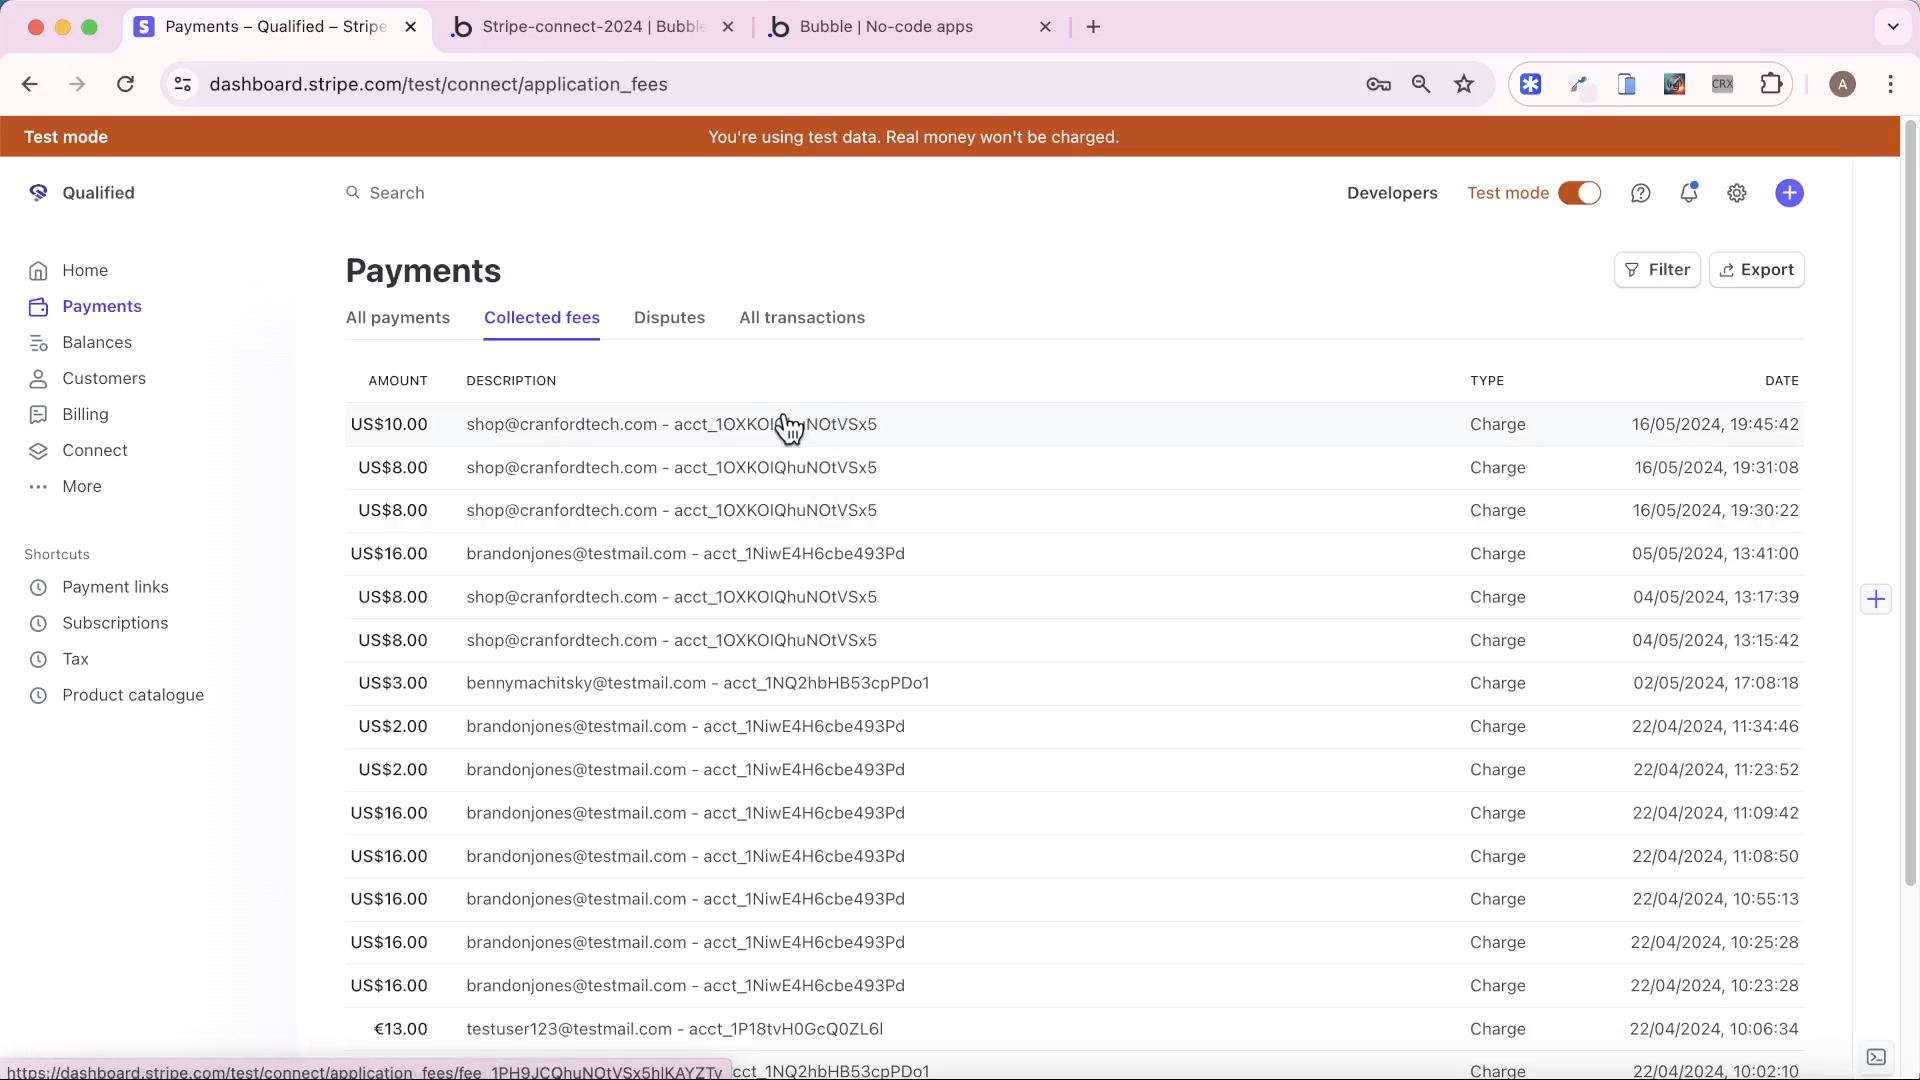 Payments – Qualified – Stripe
Stripe-connect-2024 | Bubble
Bubble | No-code apps
dashboard.stripe.com/test/connect/application_fees
CRX
A
Test mode
You're using test data. Real money won't be charged.
Qualified
Search
Developers
Test mode
Home
Payments
Balances
Customers
Billing
Connect
More
Shortcuts
Payment links
Subscriptions
Tax
Product catalogue
Payments
Filter
Export
All payments
Collected fees
Disputes
All transactions
AMOUNT DESCRIPTION TYPE DATE
US$10.00 shop@cranfordtech.com - Charge 16/05/2024, 19:45:42
US$8.00 shop@cranfordtech.com - acct_1OXKOIQhuNOtVSx5 Charge 16/05/2024, 19:31:08
US$8.00 shop@cranfordtech.com - acct_1OXKOIQhuNOtVSx5 Charge 16/05/2024, 19:30:22
US$16.00 brandonjones@testmail.com - acct_1NiwE4H6cbe493Pd Charge 05/05/2024, 13:41:00
US$8.00 shop@cranfordtech.com - acct_1OXKOIQhuNOtVSx5 Charge 04/05/2024, 13:17:39
US$8.00 shop@cranfordtech.com - acct_1OXKOIQhuNOtVSx5 Charge 04/05/2024, 13:15:42
US$3.00 bennymachitsky@testmail.com - acct_1NQ2hbHB53cpPDo1 Charge 02/05/2024, 17:08:18
US$2.00 brandonjones@testmail.com - acct_1NiwE4H6cbe493Pd Charge 22/04/2024, 11:34:46
US$2.00 brandonjones@testmail.com - acct_1NiwE4H6cbe493Pd Charge 22/04/2024, 11:23:52
US$16.00 brandonjones@testmail.com - acct_1NiwE4H6cbe493Pd Charge 22/04/2024, 11:09:42
US$16.00 brandonjones@testmail.com - acct_1NiwE4H6cbe493Pd Charge 22/04/2024, 11:08:50
US$16.00 brandonjones@testmail.com - acct_1NiwE4H6cbe493Pd Charge 22/04/2024, 10:55:13
US$16.00 brandonjones@testmail.com - acct_1NiwE4H6cbe493Pd Charge 22/04/2024, 10:25:28
US$16.00 brandonjones@testmail.com - acct_1NiwE4H6cbe493Pd Charge 22/04/2024, 10:23:28
€13.00 testuser123@testmail.com - acct_1P18tvH0GcQ0ZL6l Charge 22/04/2024, 10:06:34
cct_1NQ2hbHB53cpPDo1 Charge 22/04/2024, 10:02:10
https://dashboard.stripe.com/test/connect/application_fees/fee_1PH9JCQhuNOtVSx5hIKAYZTv